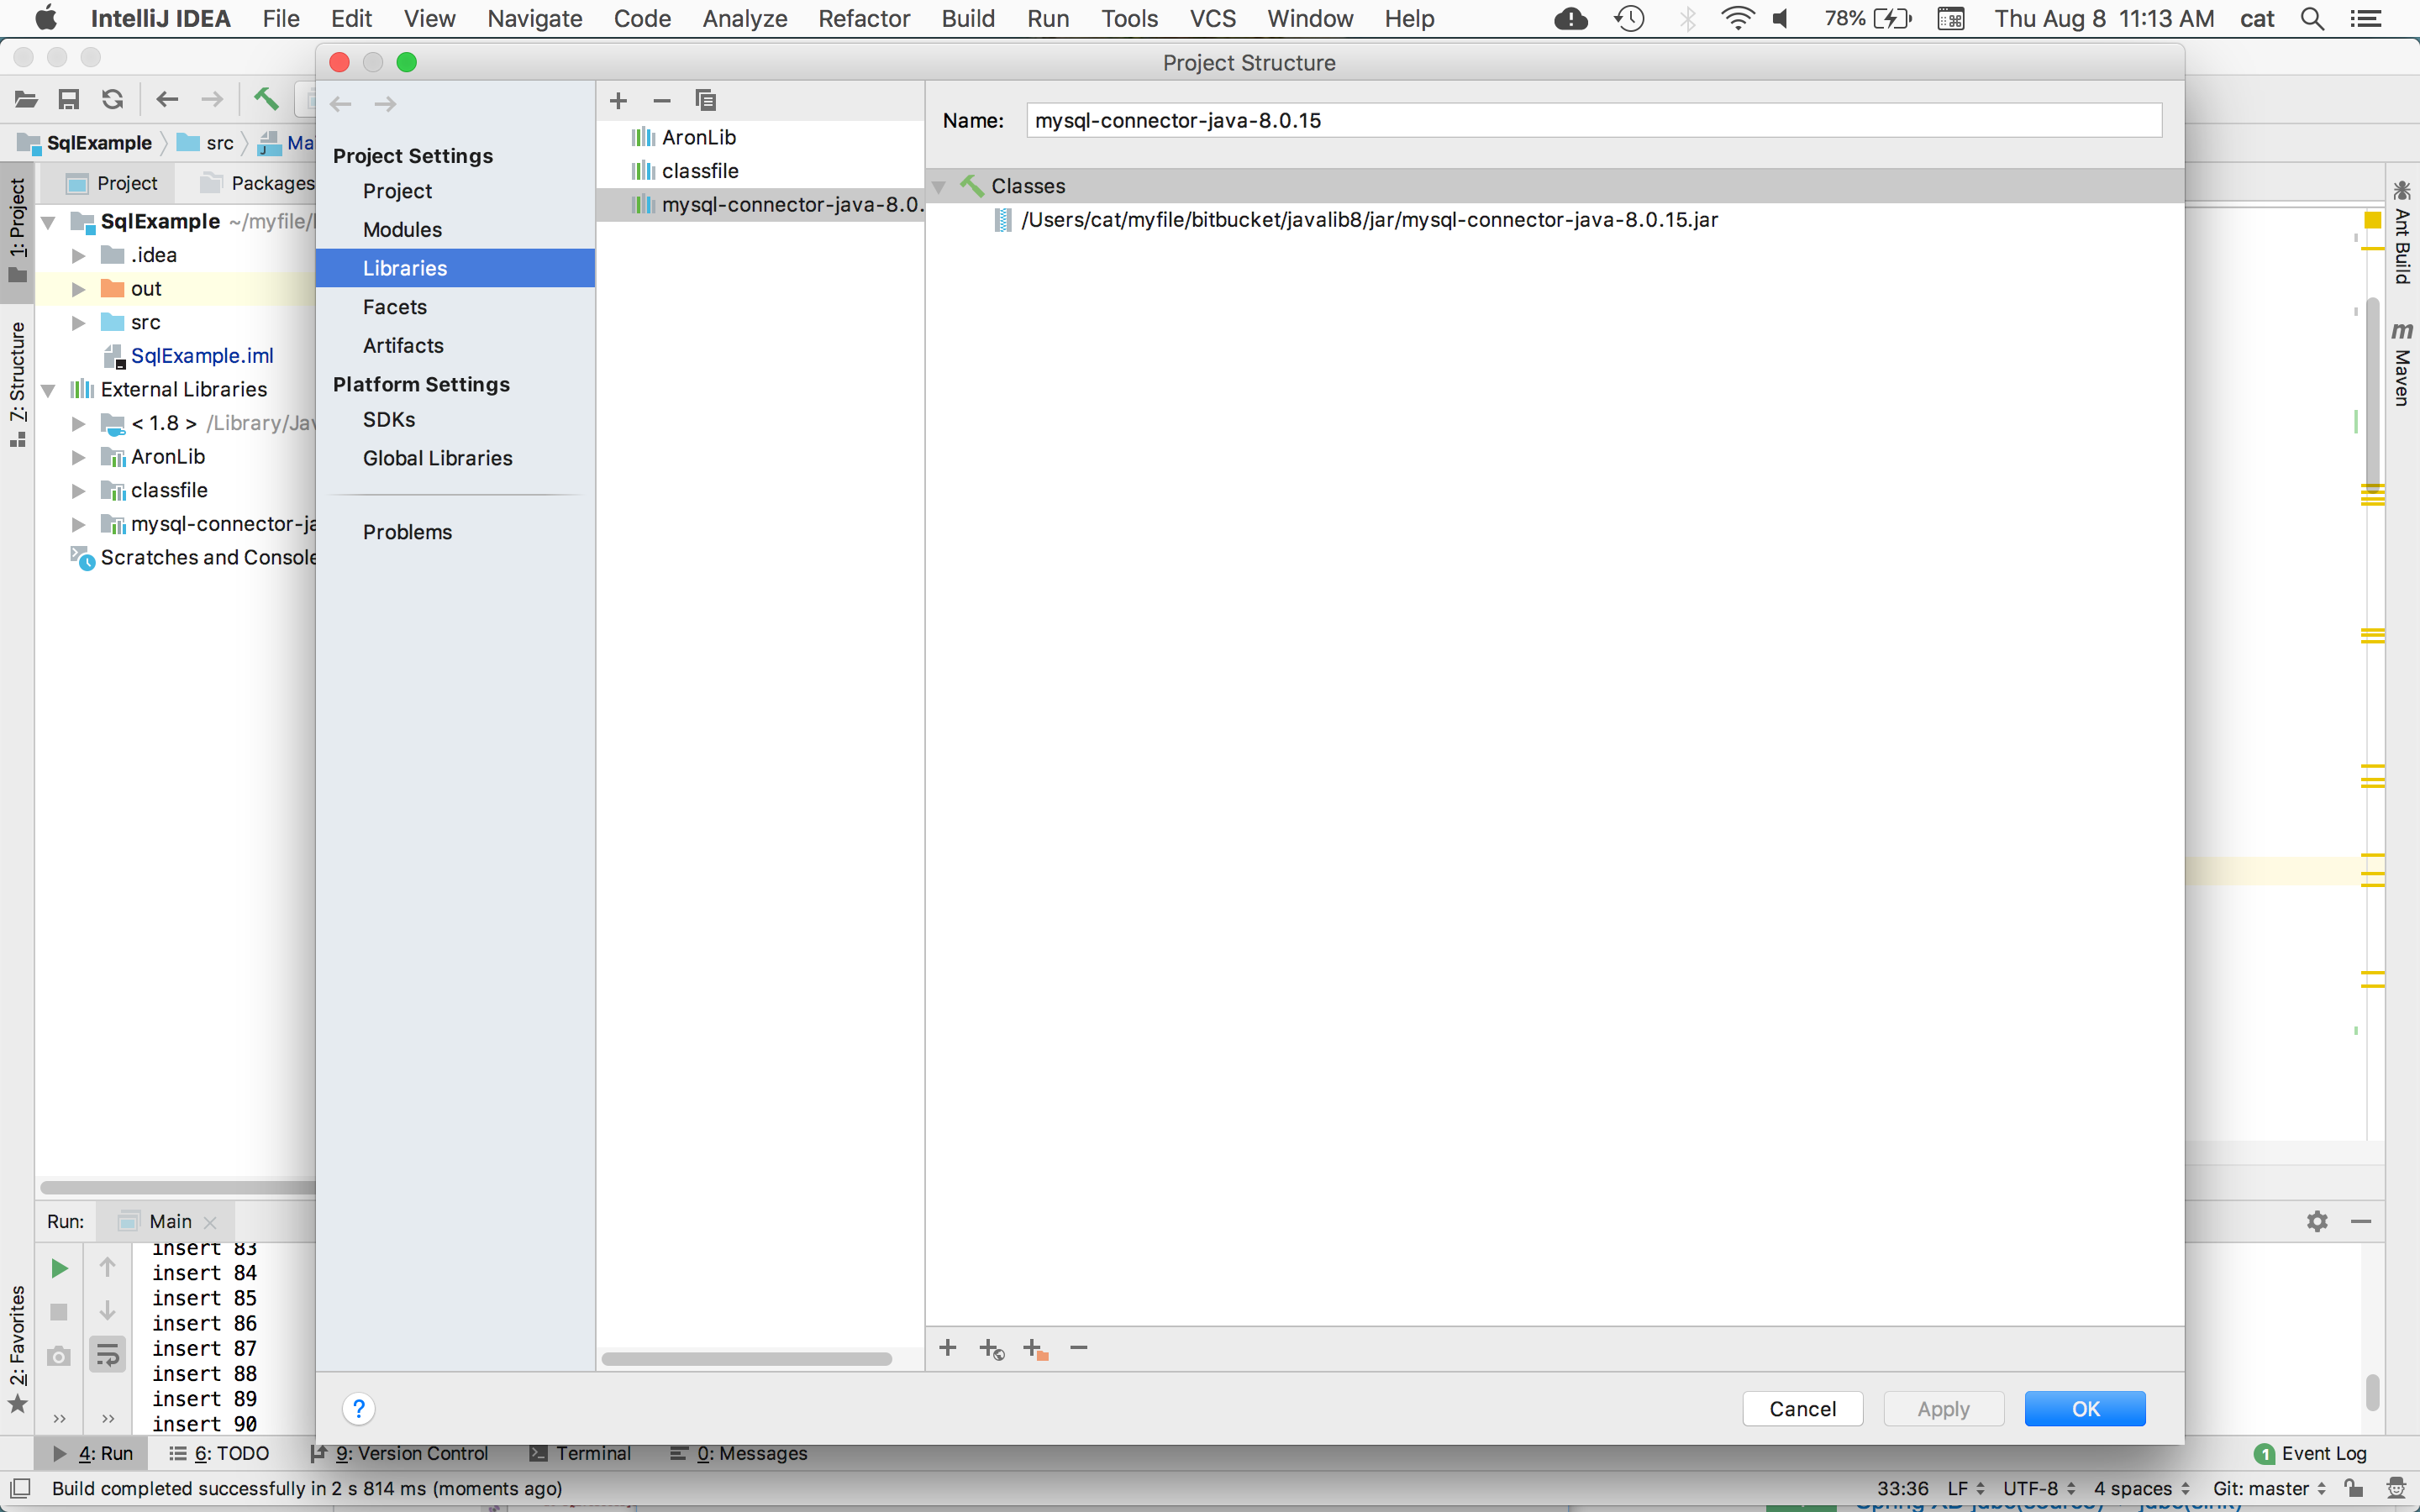 IntelliJ IDEA File Edit View Navigate Code Analyze Refactor Build Run Tools VCS Window Help 78% Thu Aug 8 11:13 AM cat
Project Structure
SqlExample src Ma
1: Project
7: Structure
2: Favorites
Project Packages
SqlExample ~/myfile/
.idea
out
src
SqlExample.iml
External Libraries
< 1.8 > /Library/Jav
AronLib
classfile
mysql-connector-ja
Scratches and Console
Project Settings
Project
Modules
Libraries
Facets
Artifacts
Platform Settings
SDKs
Global Libraries
Problems
AronLib
classfile
mysql-connector-java-8.0.
Name: mysql-connector-java-8.0.15
Classes
/Users/cat/myfile/bitbucket/javalib8/jar/mysql-connector-java-8.0.15.jar
Ant Build
m Maven
Run: Main
insert 83
insert 84
insert 85
insert 86
insert 87
insert 88
insert 89
insert 90
? Cancel Apply OK
4: Run 6: TODO 9: Version Control Terminal 0: Messages 1 Event Log
Build completed successfully in 2 s 814 ms (moments ago) 33:36 LF UTF-8 4 spaces Git: master